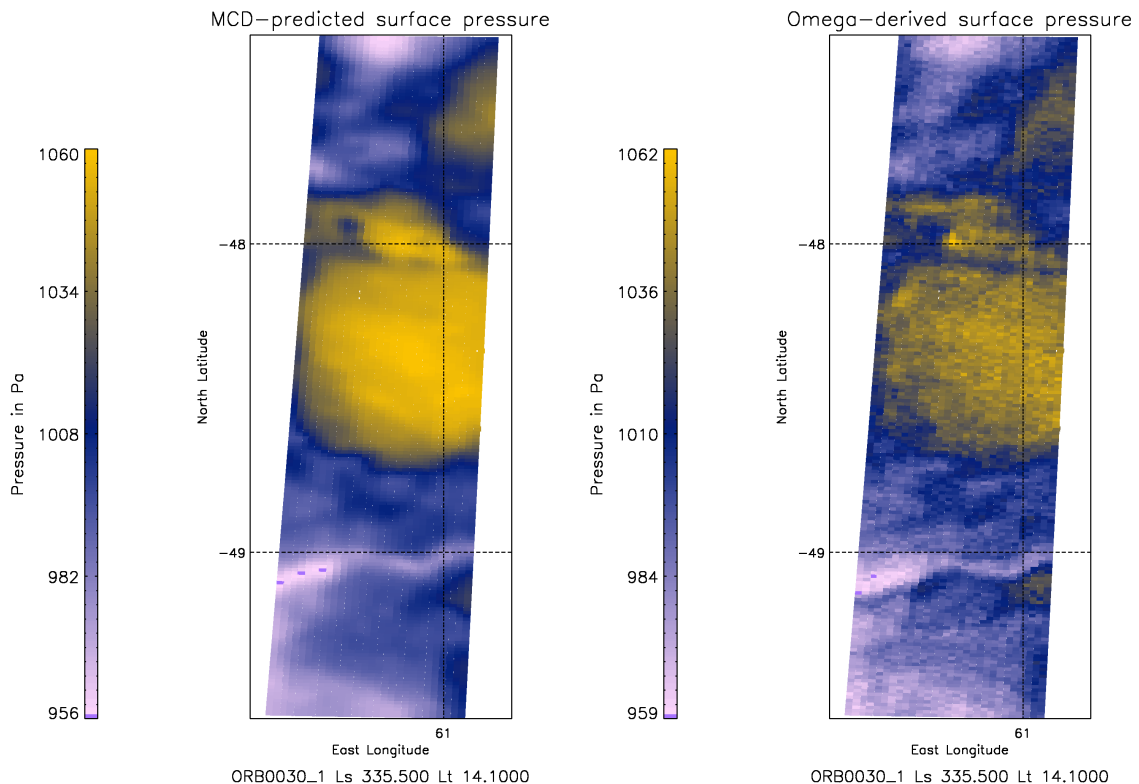 MCD-predicted surface pressure
1060
1034
1008
982
956
Pressure in Pa
North Latitude
-48
-49
61
East Longitude
ORB0030_1 Ls 335.500 Lt 14.1000
Omega-derived surface pressure
1062
1036
1010
984
959
Pressure in Pa
North Latitude
-48
-49
61
East Longitude
ORB0030_1 Ls 335.500 Lt 14.1000